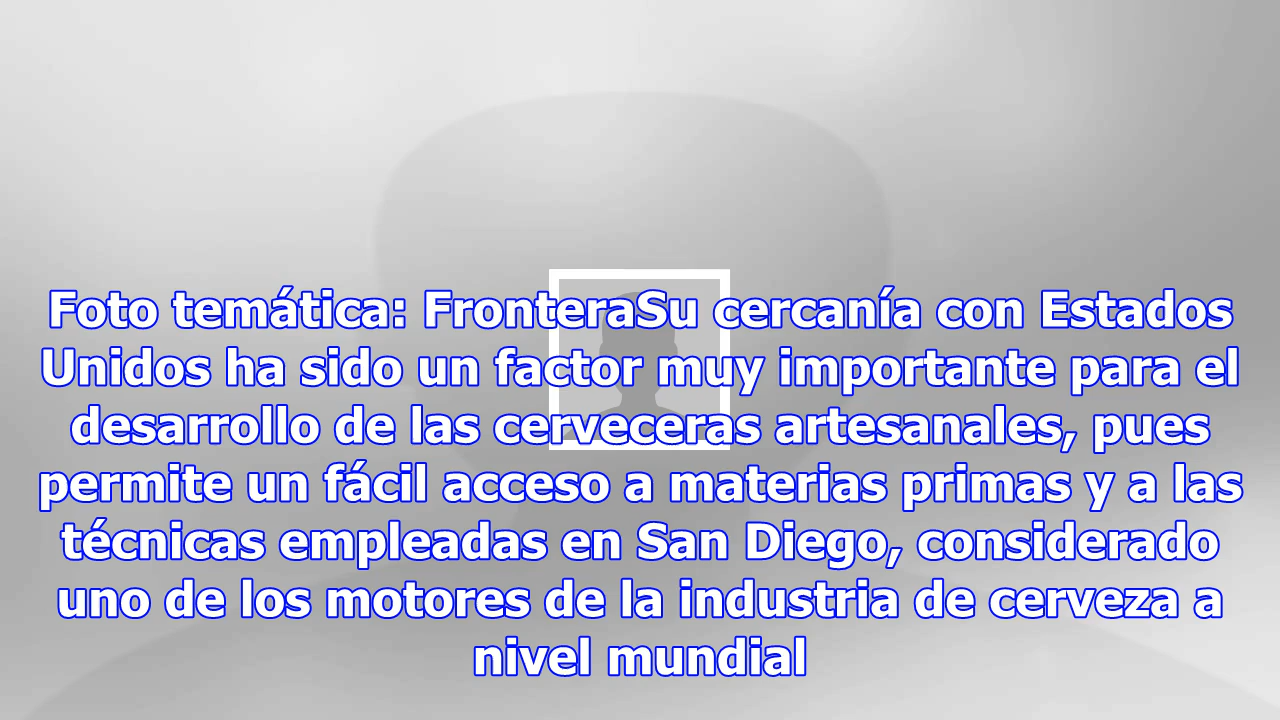 Foto temática: FronteraSu cercanía con Estados
Unidos ha sido un factor muy importante para el
desarrollo de las cerveceras artesanales, pues
permite un fácil acceso a materias primas y a las
técnicas empleadas en San Diego, considerado
uno de los motores de la industria de cerveza a
nivel mundial